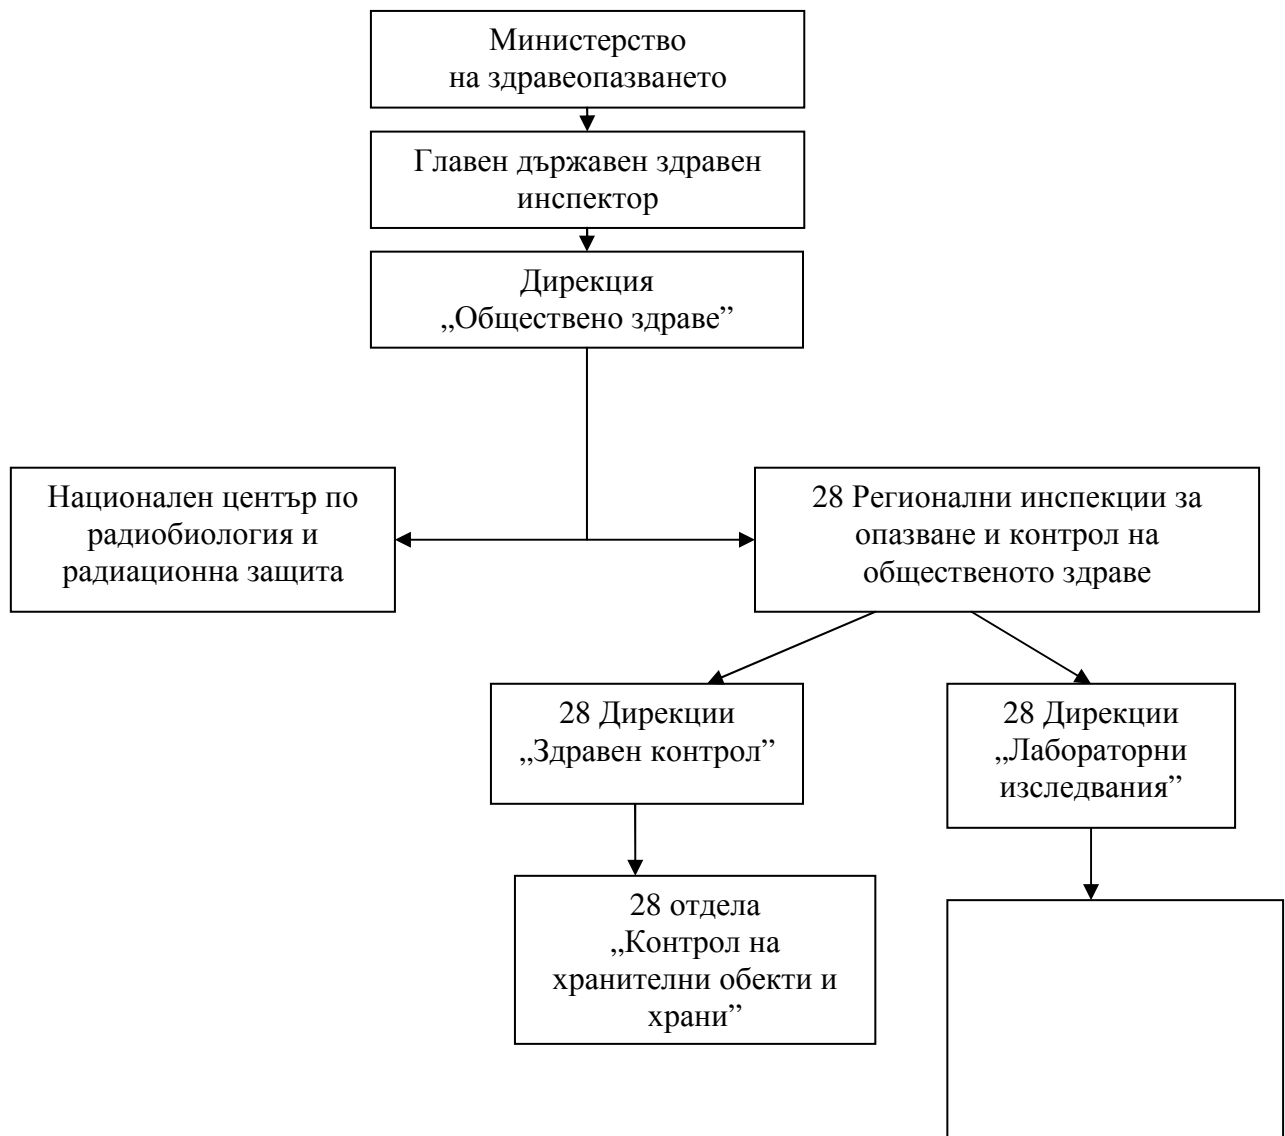 Министерство
на здравеопазването
Главен държавен здравен
инспектор
Дирекция
„Обществено здраве”
Национален център по
радиобиология и
радиационна защита
28 Регионални инспекции за
опазване и контрол на
общественото здраве
28 Дирекции
„Здравен контрол”
28 Дирекции
„Лабораторни
изследвания”
28 отдела
„Контрол на
хранителни обекти и
храни”